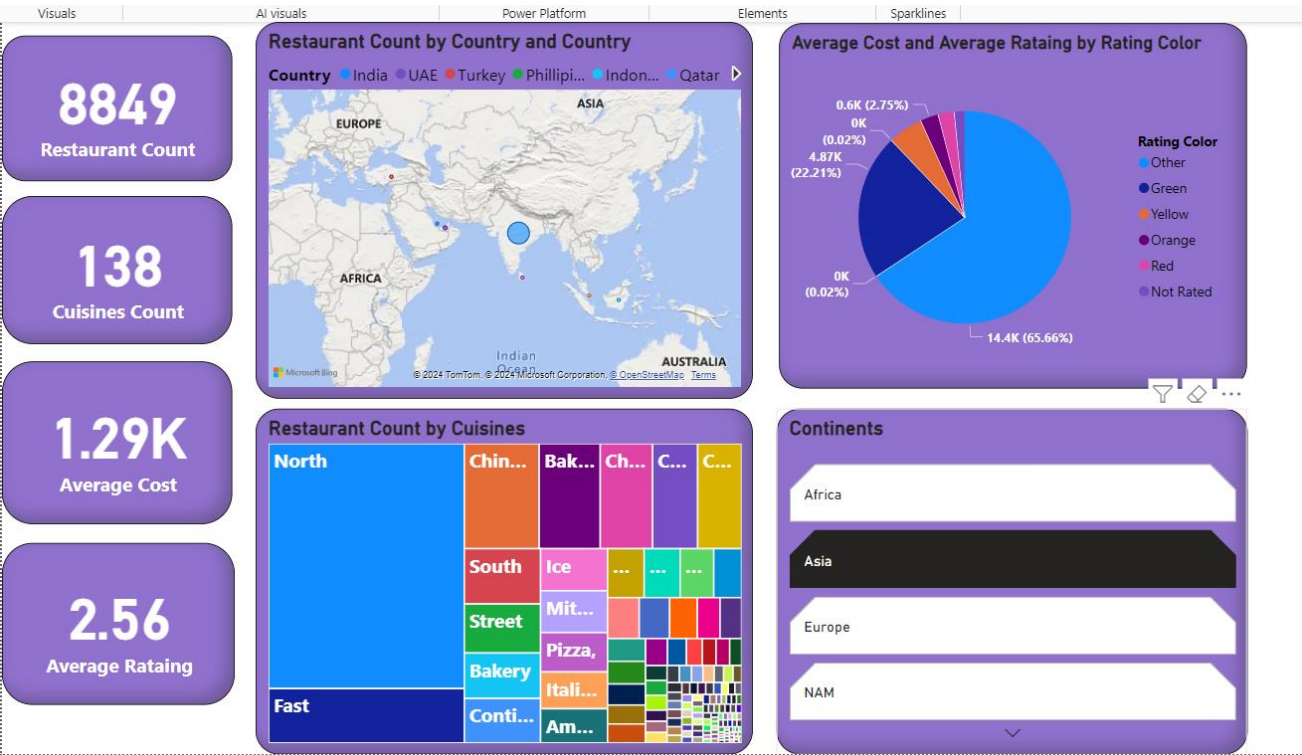 Visuals
AI visuals
Power Platform
Elements
Sparklines
8849
Restaurant Count
138
Cuisines Count
1.29K
Average Cost
2.56
Average Rataing
Restaurant Count by Country and Country
Country India UAE Turkey Phillipi... Indon... Qatar
ASIA
EUROPE
AFRICA
Indian
Ocean
AUSTRALIA
Microsoft Bing
© 2024 TomTom, © 2024 Microsoft Corporation, © OpenStreetMap Terms
Average Cost and Average Rataing by Rating Color
0.6K (2.75%)
0K
(0.02%)
4.87K
(22.21%)
0K
(0.02%)
14.4K (65.66%)
Rating Color
Other
Green
Yellow
Orange
Red
Not Rated
Restaurant Count by Cuisines
North
Fast
Chin...
South
Street
Bakery
Conti...
Bak...
Ice
Mit...
Pizza,
Itali...
Am...
Ch...
C...
C...
...
...
...
Continents
Africa
Asia
Europe
NAM